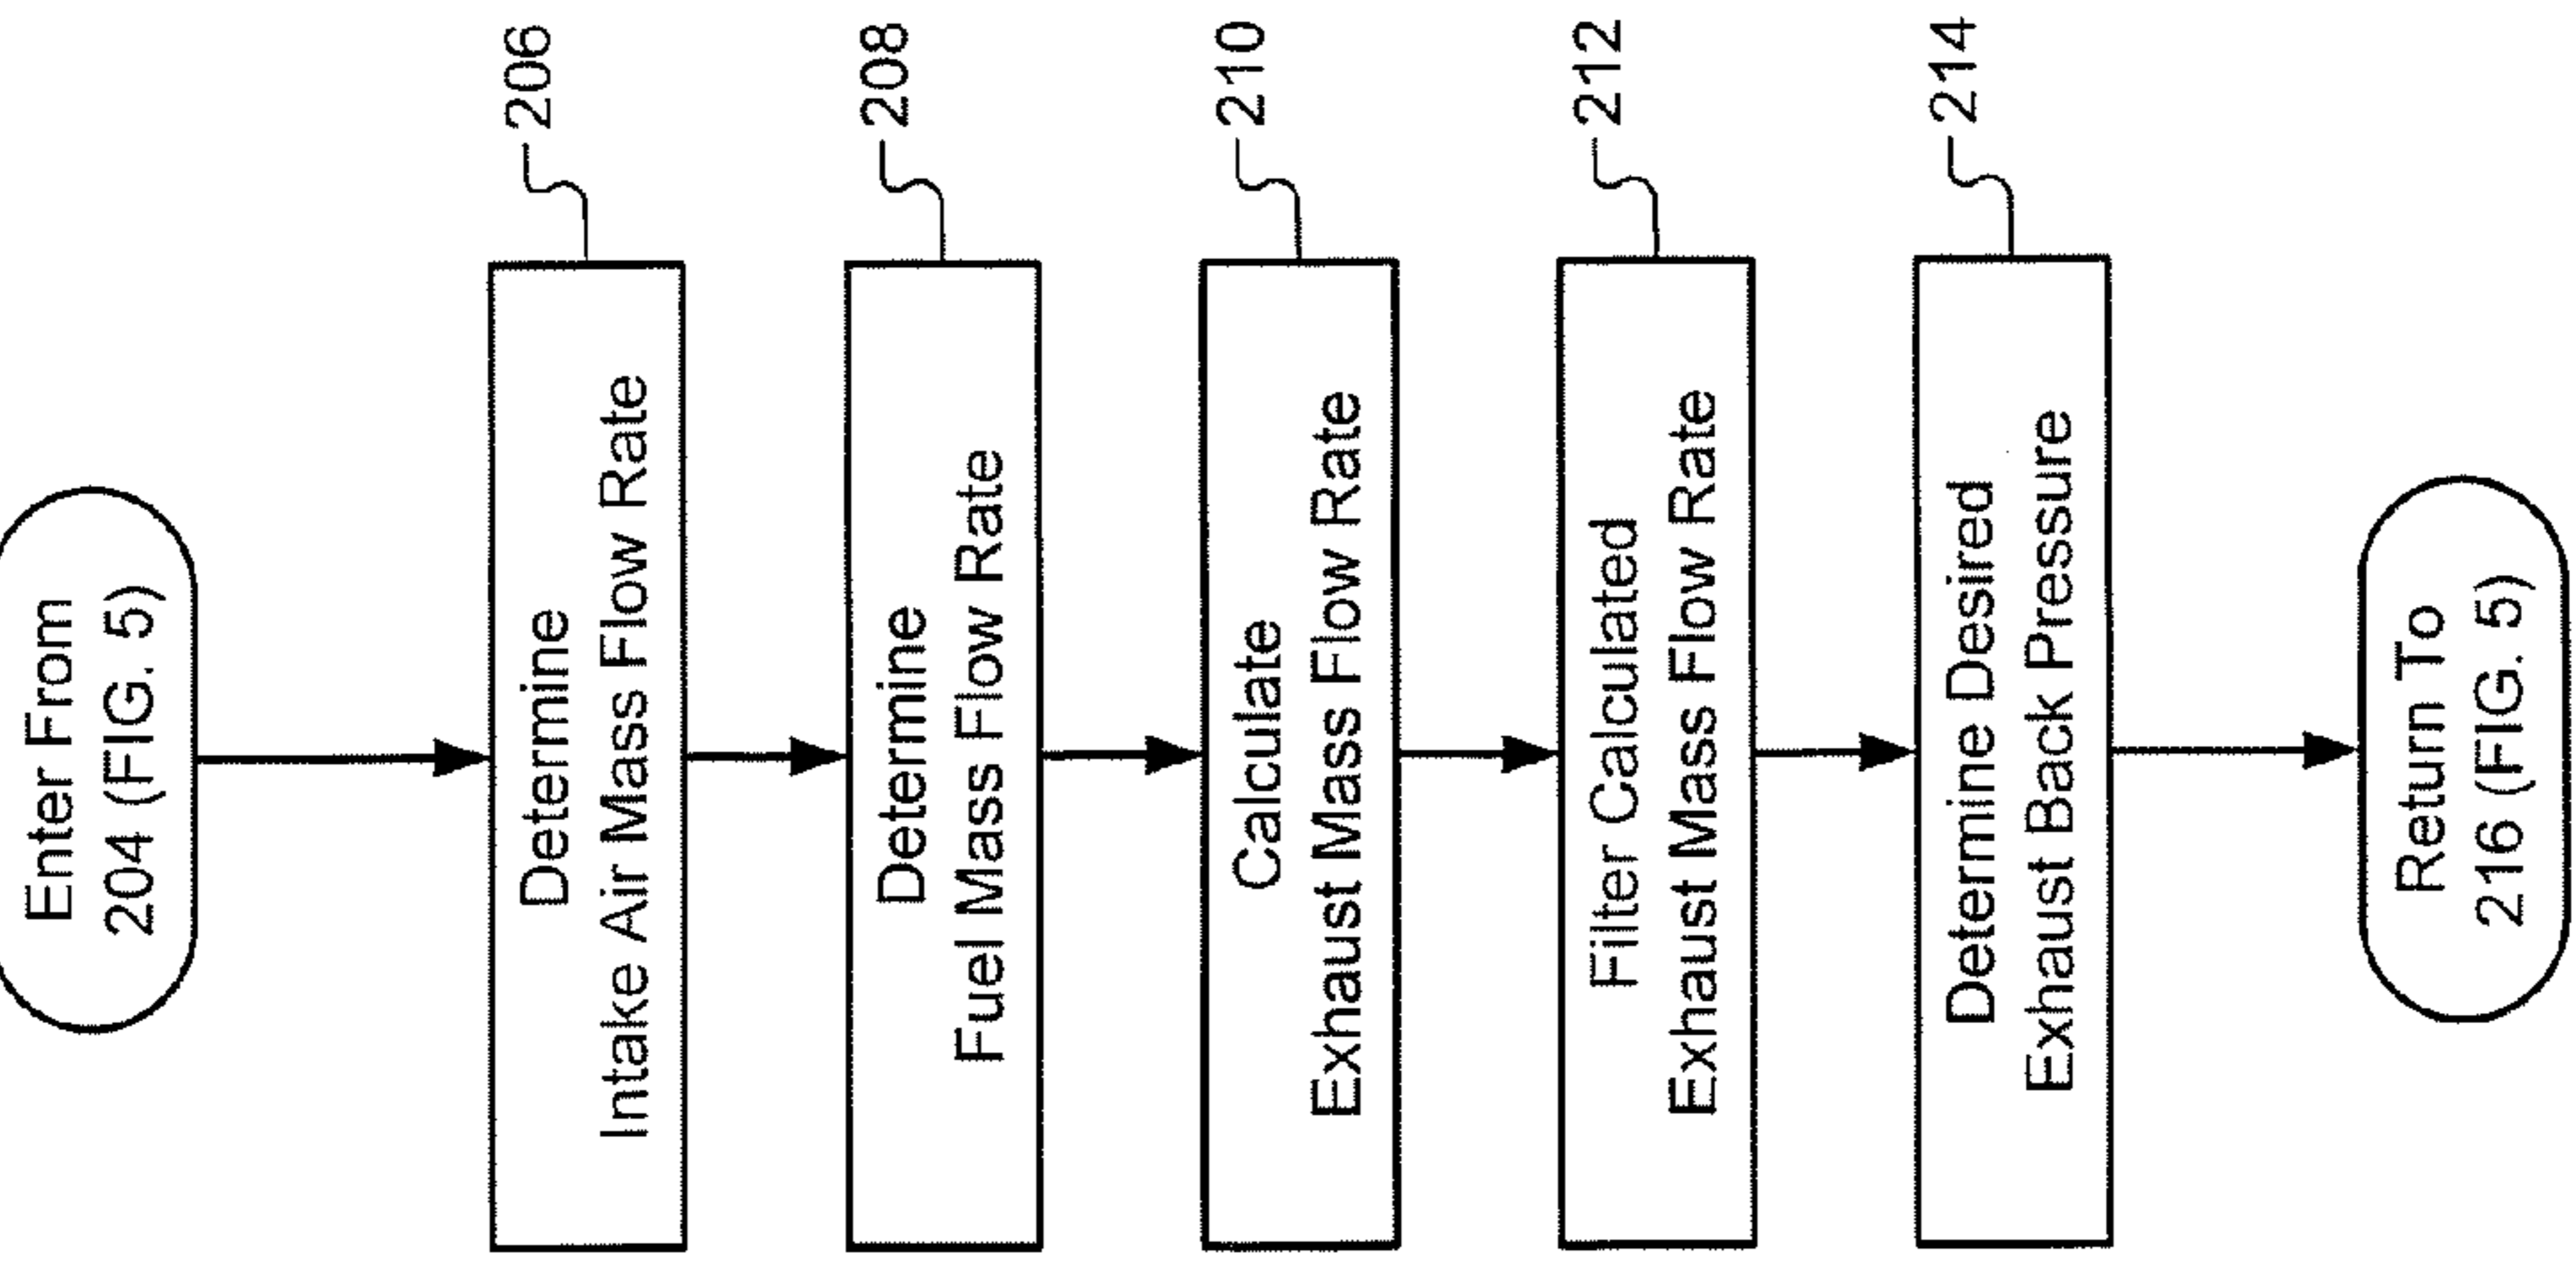 Enter From
204 (FIG. 5)
206
Determine
Intake Air Mass Flow Rate
208
Determine
Fuel Mass Flow Rate
210
Calculate
Exhaust Mass Flow Rate
212
Filter Calculated
Exhaust Mass Flow Rate
214
Determine Desired
Exhaust Back Pressure
Return To
216 (FIG. 5)